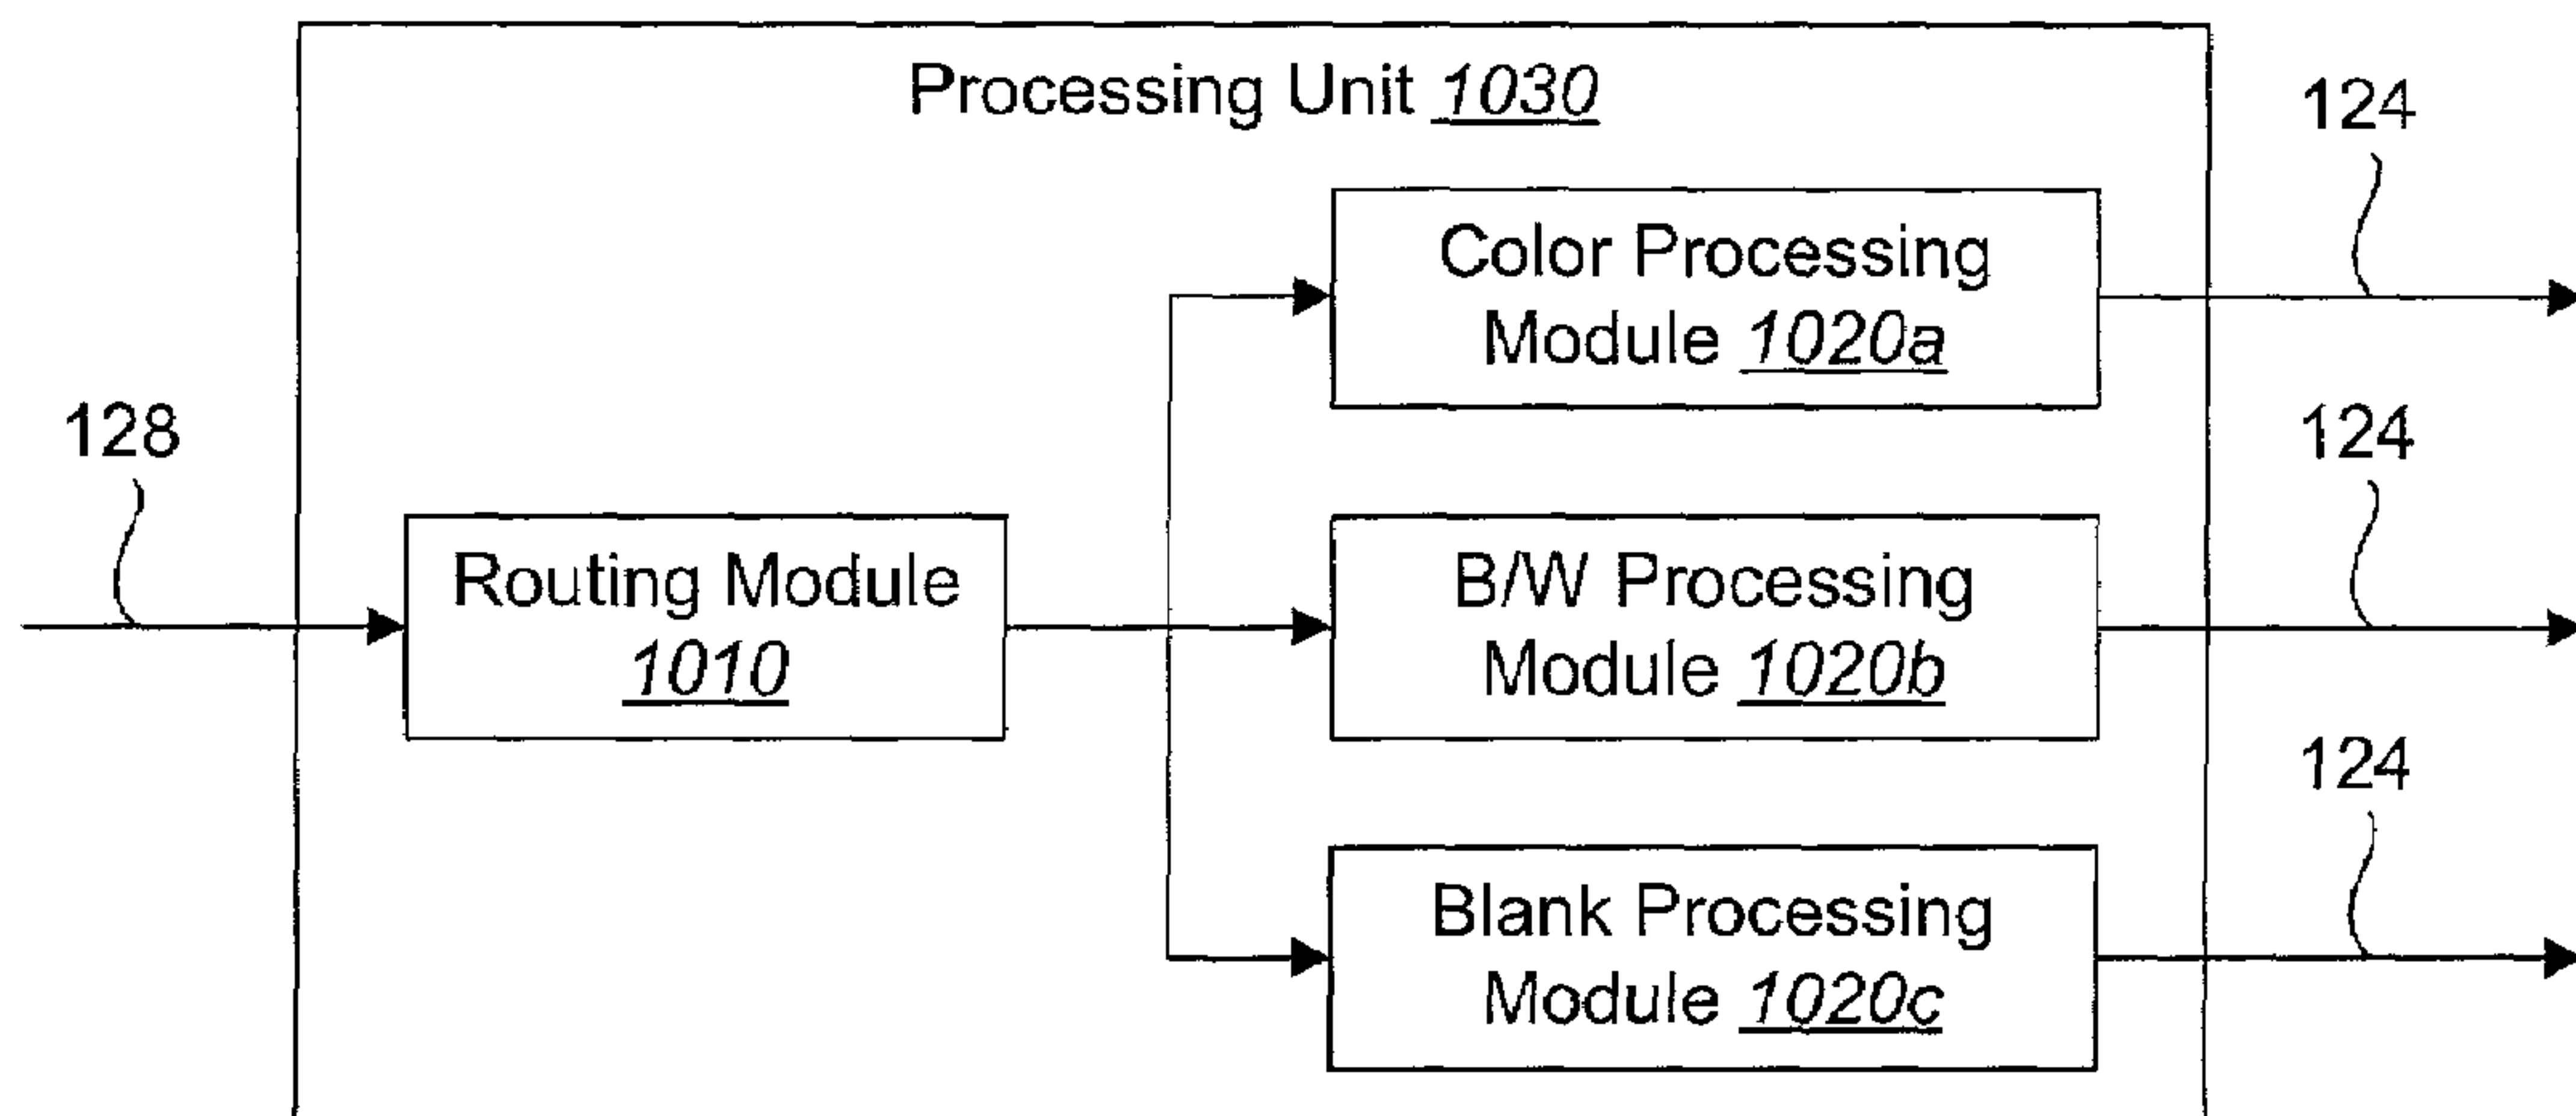 Processing Unit 1030
124
Color Processing
Module 1020a
128
124
Routing Module
1010
B/W Processing
Module 1020b
124
Blank Processing
Module 1020c